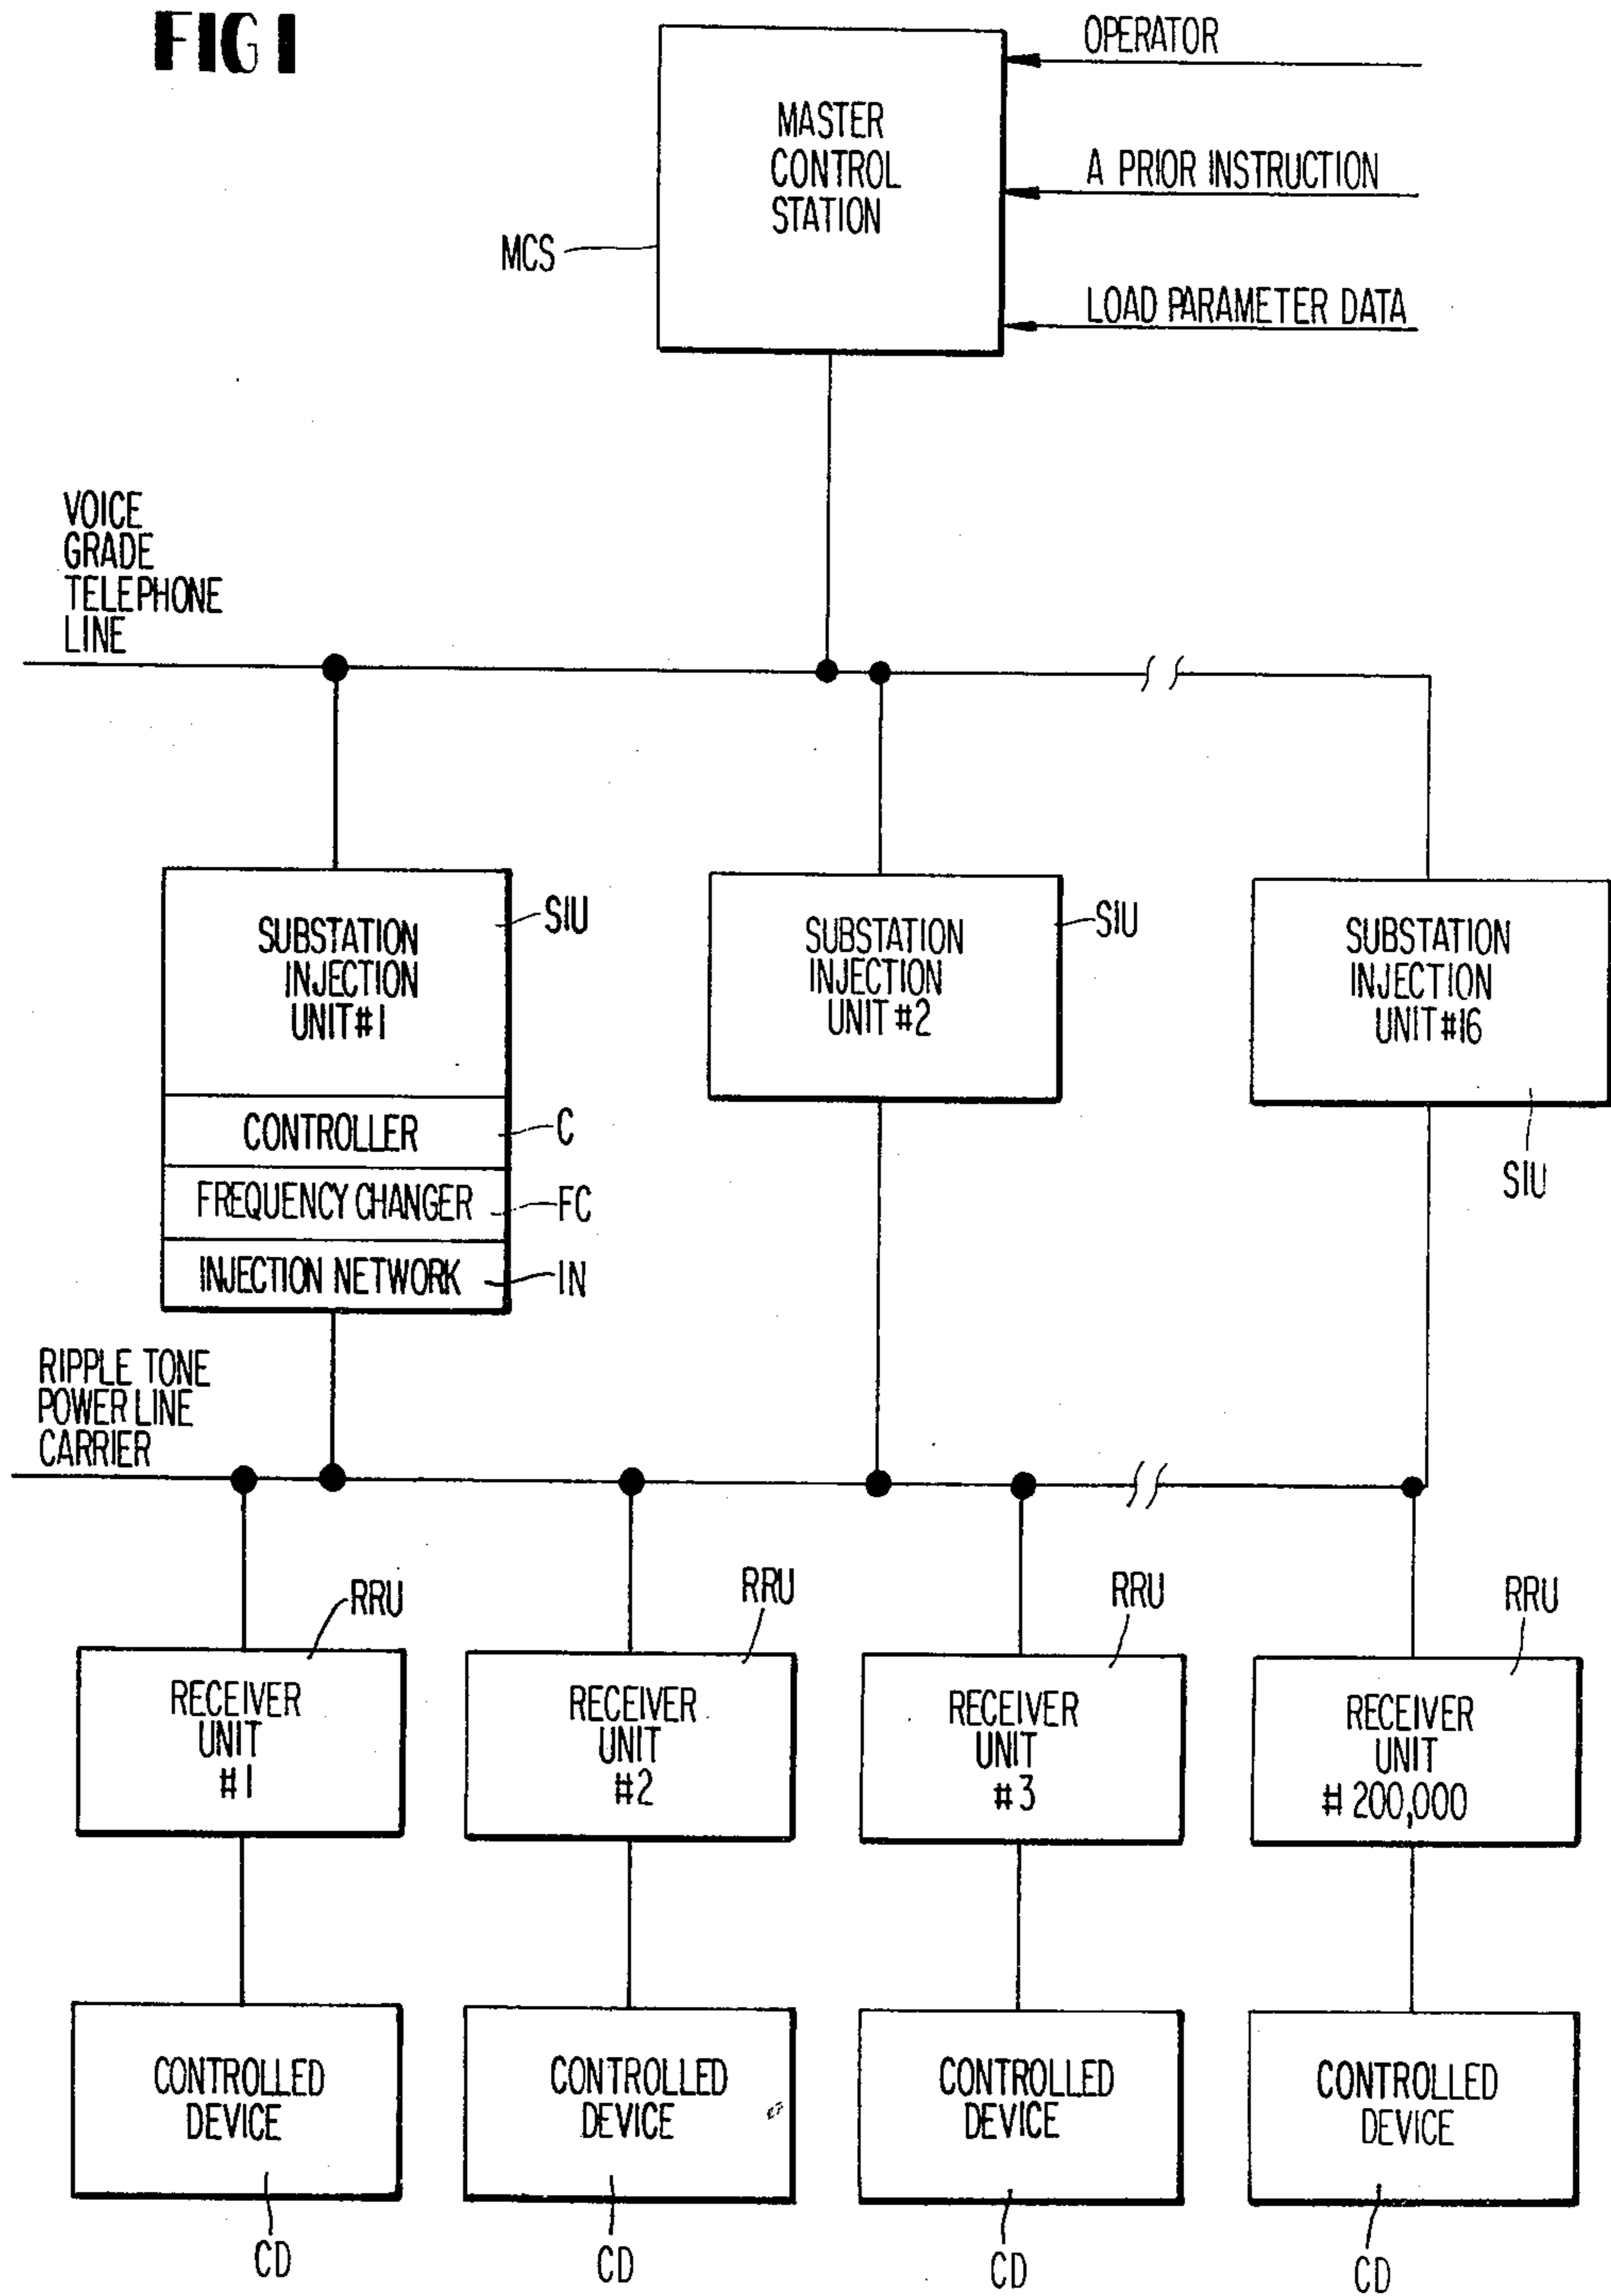 FIG 1
OPERATOR
MASTER
CONTROL
STATION
A PRIOR INSTRUCTION
MCS
LOAD PARAMETER DATA
VOICE
GRADE
TELEPHONE
LINE
SUBSTATION
INJECTION
UNIT #1
SIU
SUBSTATION
INJECTION
UNIT #2
SIU
SUBSTATION
INJECTION
UNIT #16
SIU
CONTROLLER
C
FREQUENCY CHANGER
FC
INJECTION NETWORK
IN
RIPPLE TONE
POWER LINE
CARRIER
RRU
RRU
RRU
RRU
RECEIVER
UNIT
#1
RECEIVER
UNIT
#2
RECEIVER
UNIT
#3
RECEIVER
UNIT
# 200,000
CONTROLLED
DEVICE
CONTROLLED
DEVICE
CONTROLLED
DEVICE
CONTROLLED
DEVICE
CD
CD
CD
CD